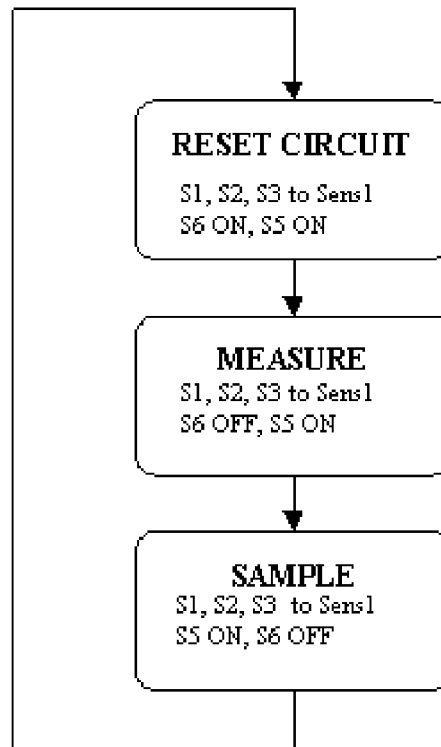 RESET CIRCUIT
S1, S2, S3 to Sens1
S6 ON, S5 ON
MEASURE
S1, S2, S3 to Sens1
S6 OFF, S5 ON
SAMPLE
S1, S2, S3 to Sens1
S5 ON, S6 OFF